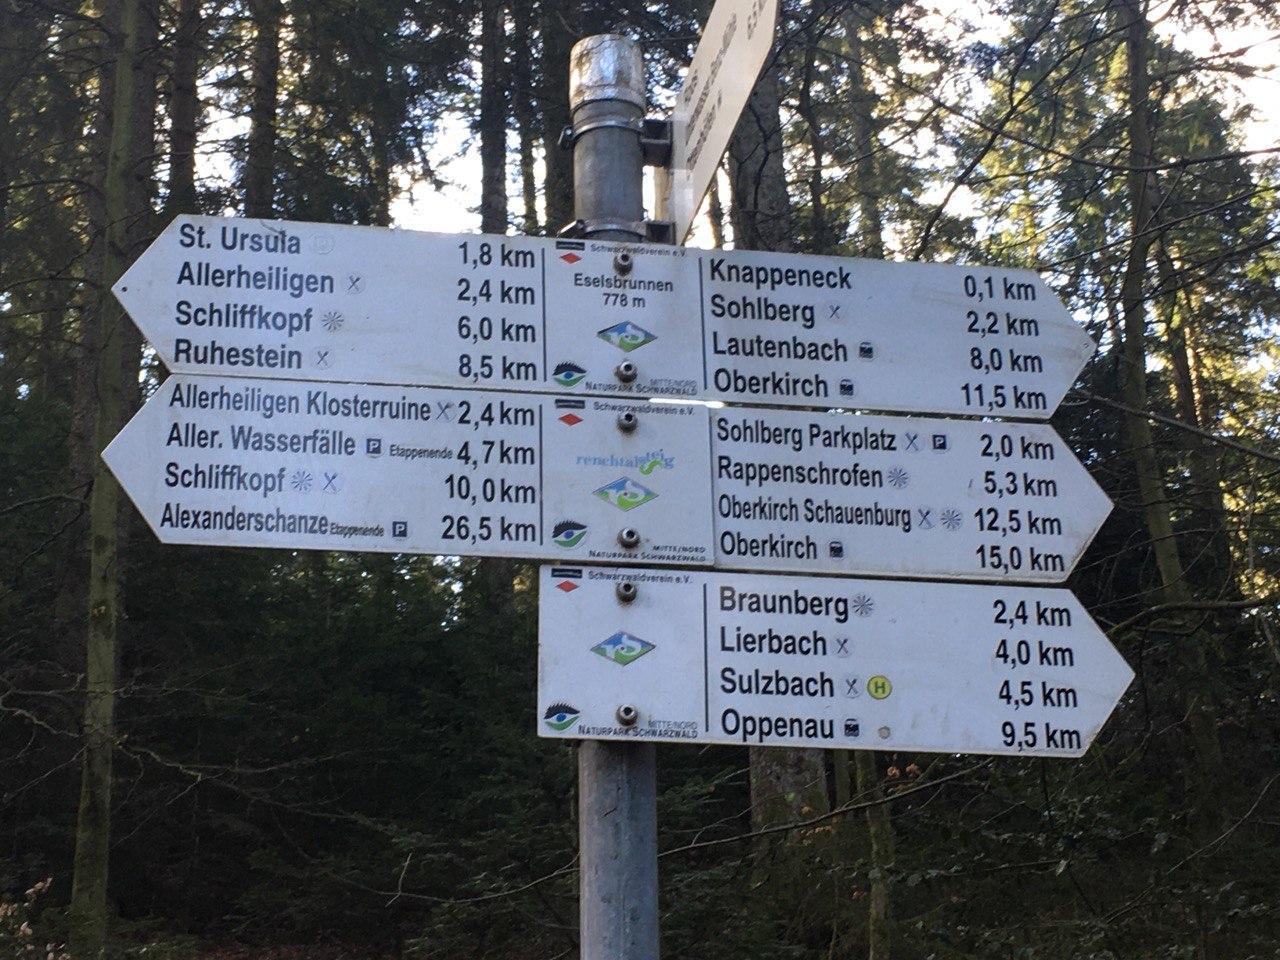 Schwarzwaldverein e.V.
Eselsbrunnen
778 m
NATURPARK SCHWARZWALD
MITTE/NORD
St. Ursula 1,8 km
Allerheiligen 2,4 km
Schliffkopf 6,0 km
Ruhestein 8,5 km
Knappeneck 0,1 km
Sohlberg 2,2 km
Lautenbach 8,0 km
Oberkirch 11,5 km
Allerheiligen Klosterruine 2,4 km
Aller. Wasserfälle P Etappenende 4,7 km
Schliffkopf 10,0 km
Alexanderschanze Etappenende P 26,5 km
Schwarzwaldverein e.V.
renchtalsteig
MITTE/NORD
NATURPARK SCHWARZWALD
Sohlberg Parkplatz P 2,0 km
Rappenschrofen 5,3 km
Oberkirch Schauenburg 12,5 km
Oberkirch 15,0 km
Schwarzwaldverein e.V.
MITTE/NORD
NATURPARK SCHWARZWALD
Braunberg 2,4 km
Lierbach 4,0 km
Sulzbach H 4,5 km
Oppenau 9,5 km